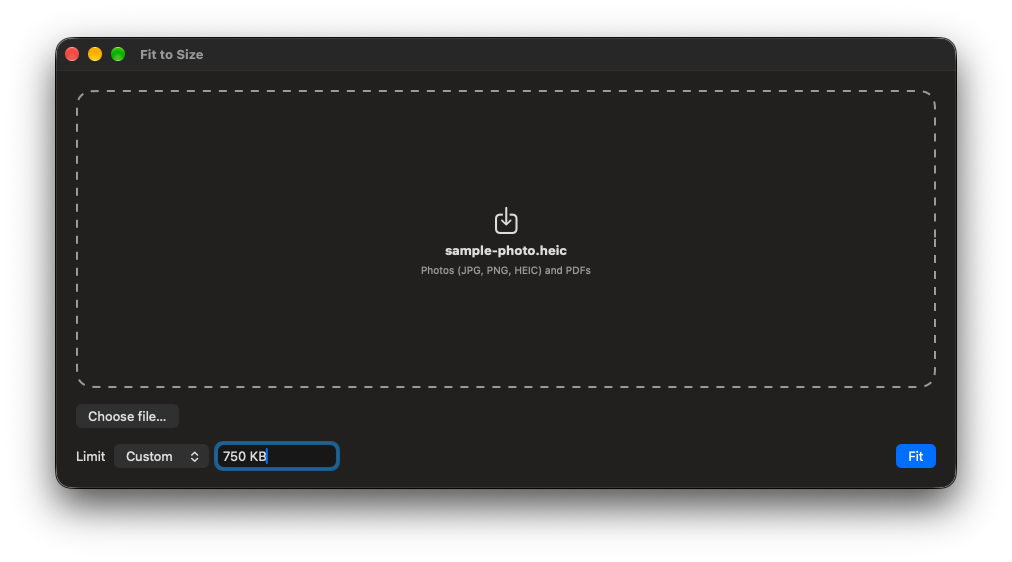 Fit to Size
sample-photo.heic
Photos (JPG, PNG, HEIC) and PDFs
Choose file...
Limit Custom 750 KB Fit